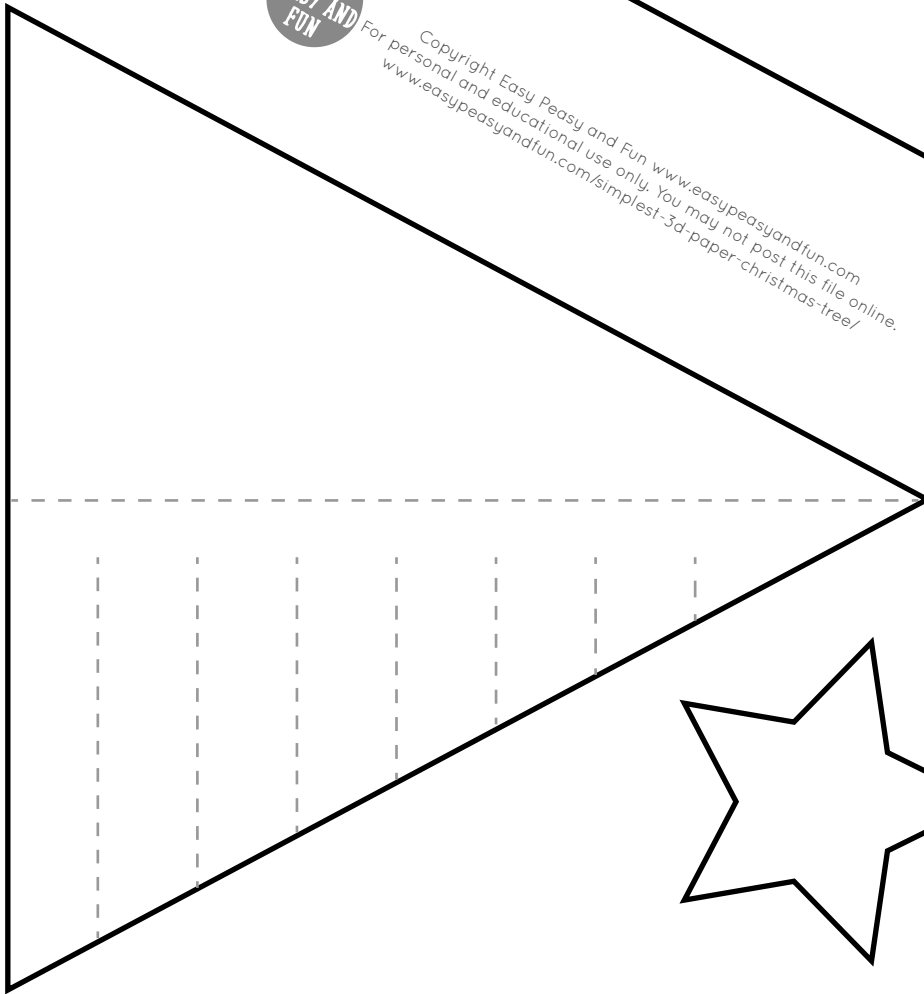 AND
FUN
Copyright Easy Peasy and Fun www.easypeasyandfun.com
For personal and educational use only. You may not post this file online.
www.easypeasyandfun.com/simplest-3d-paper-christmas-tree/